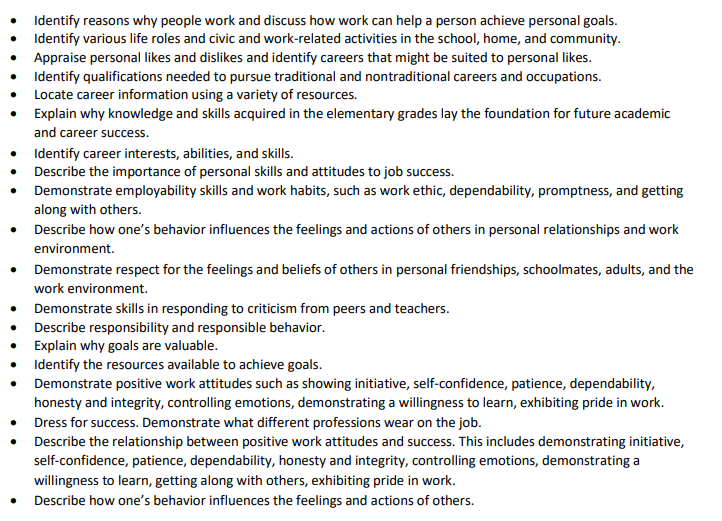 • Identify reasons why people work and discuss how work can help a person achieve personal goals.
• Identify various life roles and civic and work-related activities in the school, home, and community.
• Appraise personal likes and dislikes and identify careers that might be suited to personal likes.
• Identify qualifications needed to pursue traditional and nontraditional careers and occupations.
• Locate career information using a variety of resources.
• Explain why knowledge and skills acquired in the elementary grades lay the foundation for future academic
and career success.
• Identify career interests, abilities, and skills.
• Describe the importance of personal skills and attitudes to job success.
• Demonstrate employability skills and work habits, such as work ethic, dependability, promptness, and getting
along with others.
• Describe how one’s behavior influences the feelings and actions of others in personal relationships and work
environment.
• Demonstrate respect for the feelings and beliefs of others in personal friendships, schoolmates, adults, and the
work environment.
• Demonstrate skills in responding to criticism from peers and teachers.
• Describe responsibility and responsible behavior.
• Explain why goals are valuable.
• Identify the resources available to achieve goals.
• Demonstrate positive work attitudes such as showing initiative, self-confidence, patience, dependability,
honesty and integrity, controlling emotions, demonstrating a willingness to learn, exhibiting pride in work.
• Dress for success. Demonstrate what different professions wear on the job.
• Describe the relationship between positive work attitudes and success. This includes demonstrating initiative,
self-confidence, patience, dependability, honesty and integrity, controlling emotions, demonstrating a
willingness to learn, getting along with others, exhibiting pride in work.
• Describe how one’s behavior influences the feelings and actions of others.